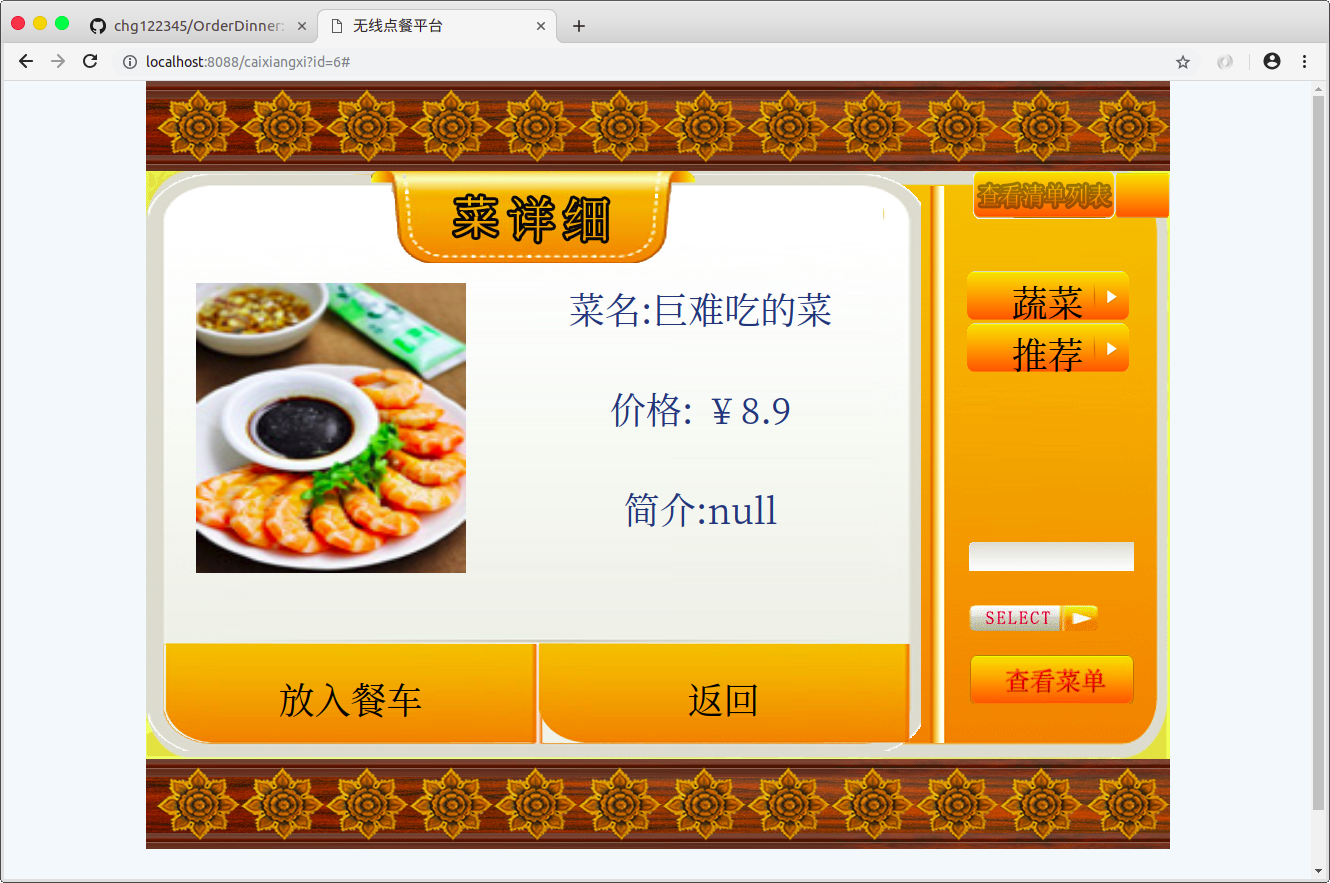 chg122345/OrderDinner:
无线点餐平台
localhost:8088/caixiangxi?id=6#
菜详细
查看清单列表
菜名:巨难吃的菜
蔬菜
推荐
价格: ￥8.9
简介:null
SELECT
查看菜单
放入餐车
返回